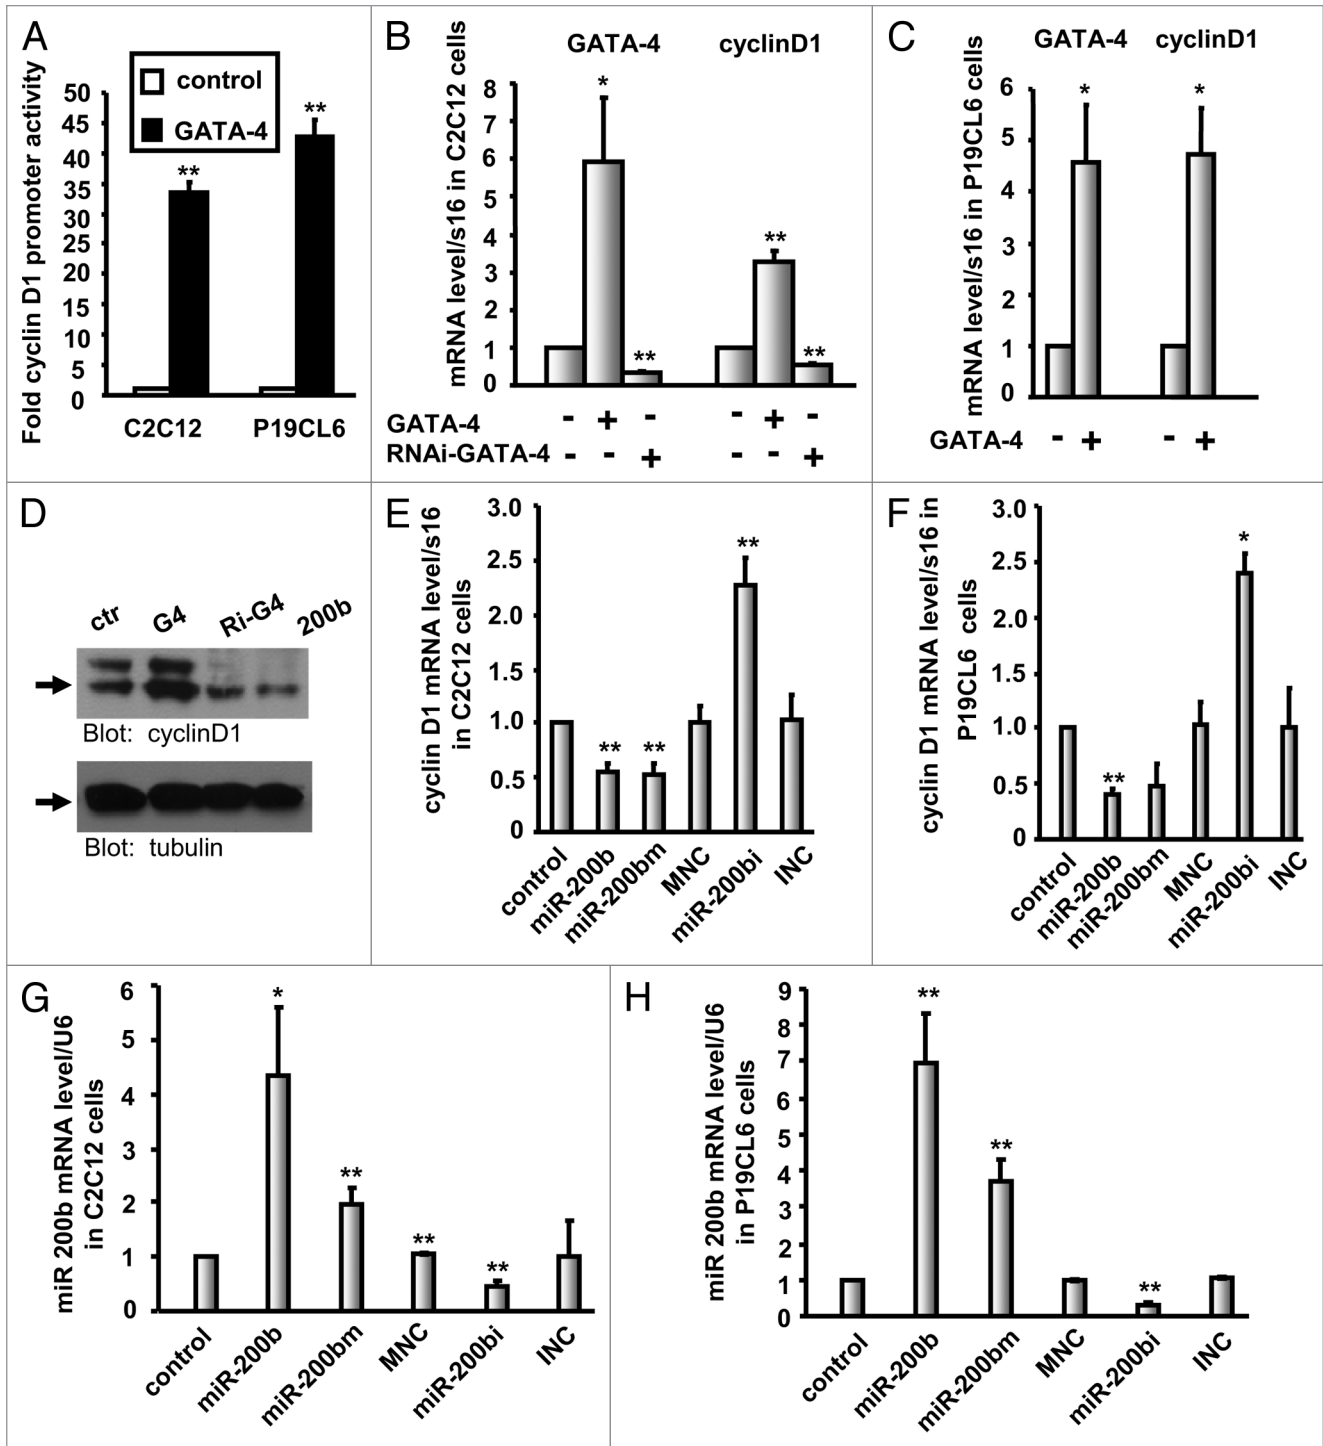 A
Fold cyclin D1 promoter activity
control
GATA-4
50
45
40
35
30
25
20
15
10
5
0
**
**
C2C12
P19CL6
B
mRNA level/s16 in C2C12 cells
GATA-4
cyclinD1
8
7
6
5
4
3
2
1
0
*
**
**
**
GATA-4 - + - - + -
RNAi-GATA-4 - - + - - +
C
mRNA level/s16 in P19CL6 cells
GATA-4
cyclinD1
6
5
4
3
2
1
0
*
*
GATA-4 - + - +
D
ctr
G4
Ri-G4
200b
Blot: cyclinD1
Blot: tubulin
E
cyclin D1 mRNA level/s16
in C2C12 cells
3.0
2.5
2.0
1.5
1.0
0.5
0
**
**
**
control
miR-200b
miR-200bm
MNC
miR-200bi
INC
F
cyclin D1 mRNA level/s16 in
P19CL6 cells
3.0
2.5
2.0
1.5
1.0
0.5
0
**
*
control
miR-200b
miR-200bm
MNC
miR-200bi
INC
G
miR 200b mRNA level/U6
in C2C12 cells
6
5
4
3
2
1
0
*
**
**
**
control
miR-200b
miR-200bm
MNC
miR-200bi
INC
H
miR 200b mRNA level/U6
in P19CL6 cells
9
8
7
6
5
4
3
2
1
0
**
**
**
control
miR-200b
miR-200bm
MNC
miR-200bi
INC